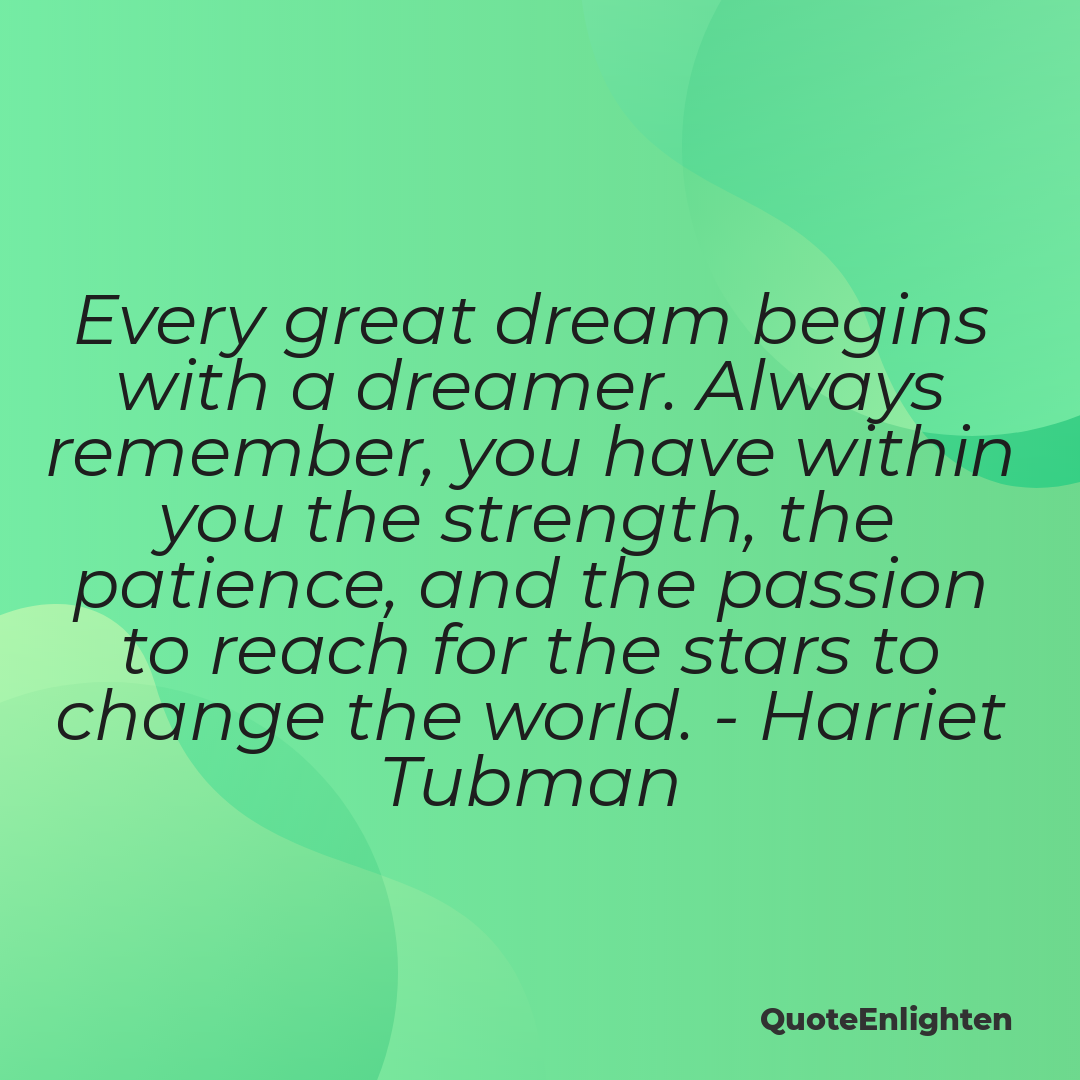 Every great dream begins
with a dreamer. Always
remember, you have within
you the strength, the
patience, and the passion
to reach for the stars to
change the world. - Harriet
Tubman
QuoteEnlighten